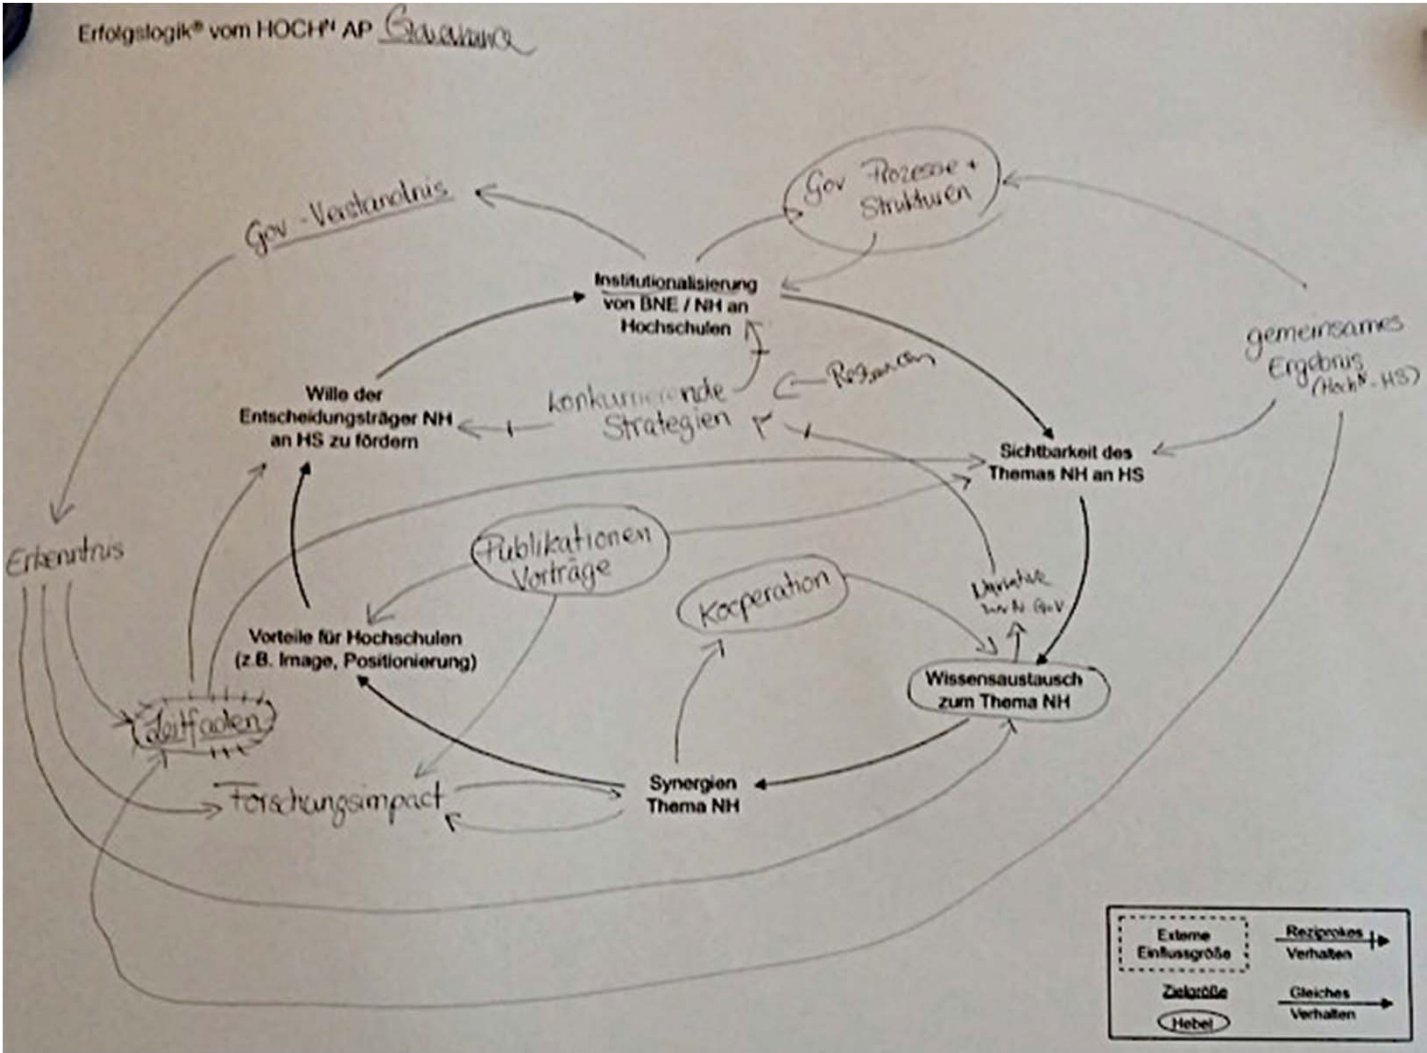 Erfolgslogik® vom HOCHN AP Governance
Gov Prozesse +
Strukturen
Gov-Verständnis
Institutionalisierung
von BNE / NH an
Hochschulen
gemeinsames
Ergebnis
(HochN-HS)
Wille der
Entscheidungsträger NH
an HS zu fördern
konkurrierende
Strategien
Sichtbarkeit des
Themas NH an HS
Erkenntnis
Publikationen
Vorträge
Kooperation
Vorteile für Hochschulen
(z.B. Image, Positionierung)
Wissensaustausch
zum Thema NH
Leitfaden
Forschungsimpact
Synergien
Thema NH
Externe
Einflussgröße
Reziprokes
Verhalten
Zielgröße
Hebel
Gleiches
Verhalten